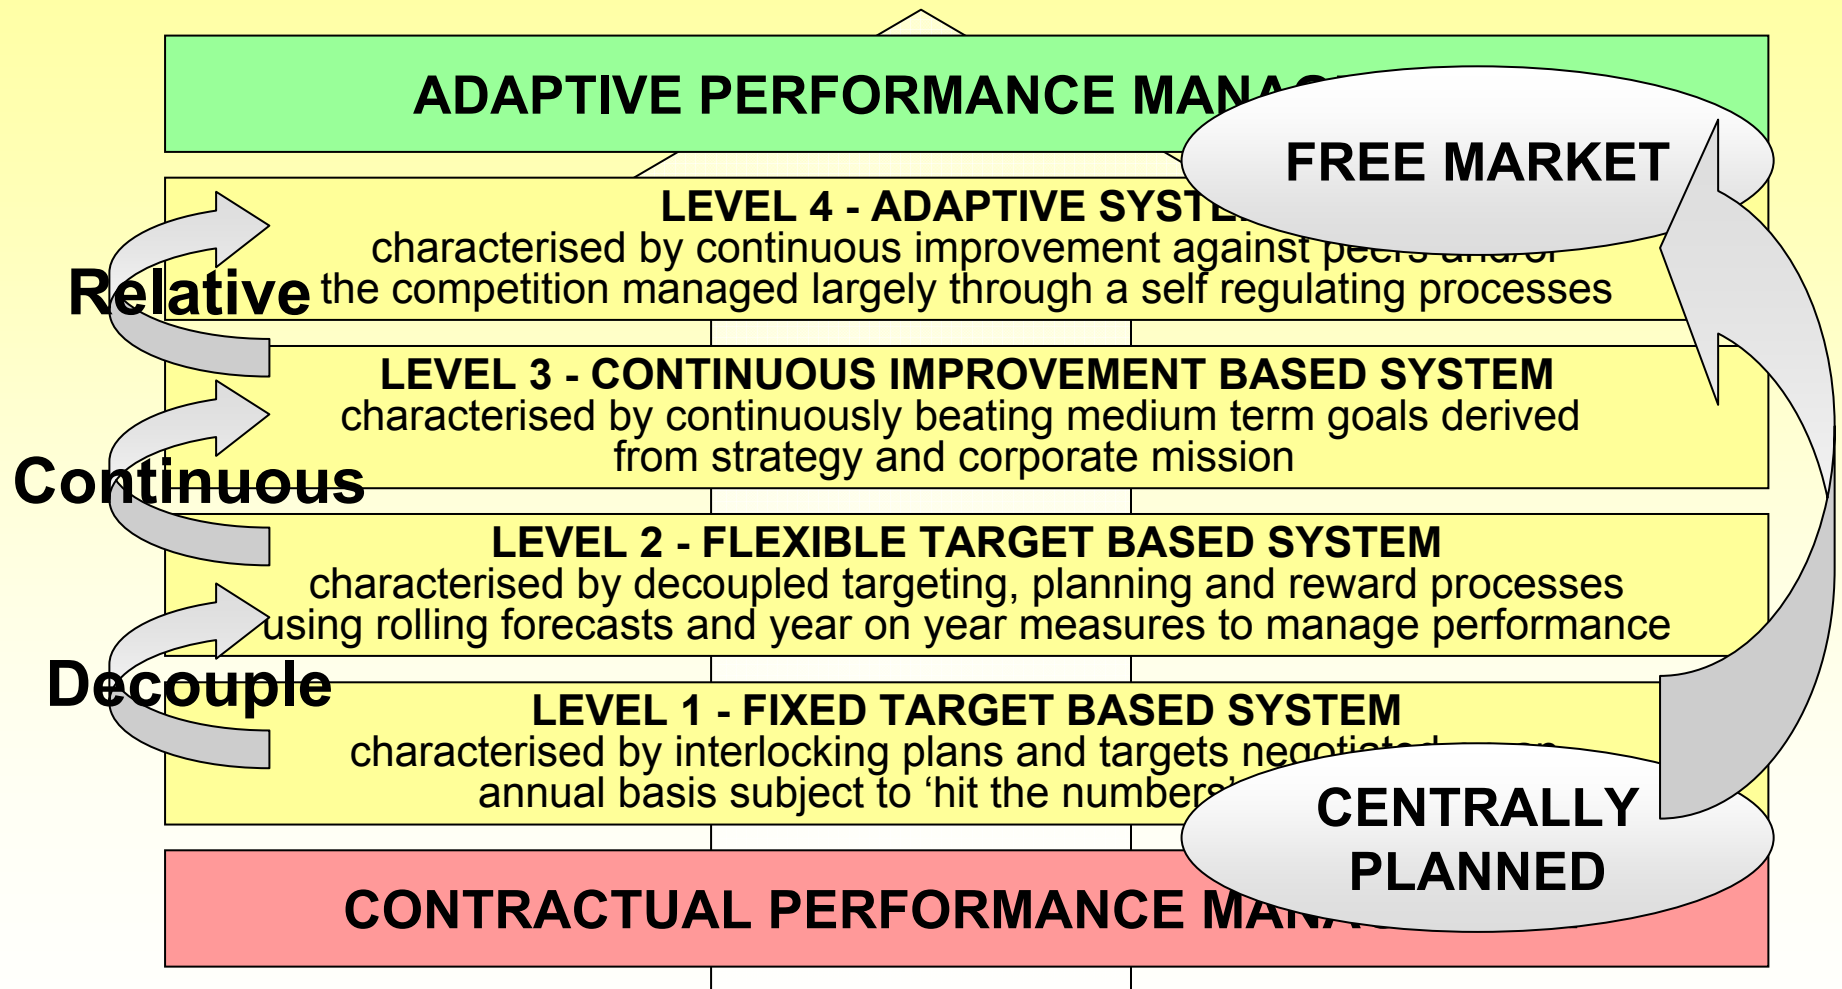 ADAPTIVE PERFORMANCE
FREE MARKET
LEVEL 4 - ADAPTIVE
characterised by continuous improvement against peers and/or
Relative
the competition managed largely through a self regulating processes
LEVEL 3 - CONTINUOUS IMPROVEMENT BASED SYSTEM
characterised by continuously beating medium term goals derived
from strategy and corporate mission
Continuous
LEVEL 2 - FLEXIBLE TARGET BASED SYSTEM
characterised by decoupled targeting, planning and reward processes
using rolling forecasts and year on year measures to manage performance
Decouple
LEVEL 1 - FIXED TARGET BASED SYSTEM
characterised by interlocking plans and targets negotiated
annual basis subject to ‘hit the numbers’
CENTRALLY
PLANNED
CONTRACTUAL PERFORMANCE